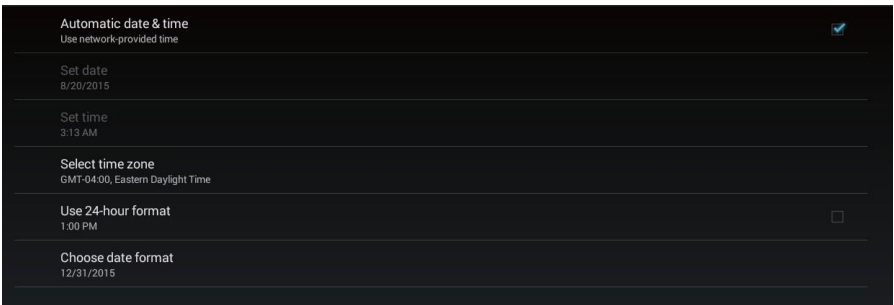 Automatic date & time
Use network-provided time
Set date
8/20/2015
Set time
3:13 AM
Select time zone
GMT-04:00, Eastern Daylight Time
Use 24-hour format
1:00 PM
Choose date format
12/31/2015